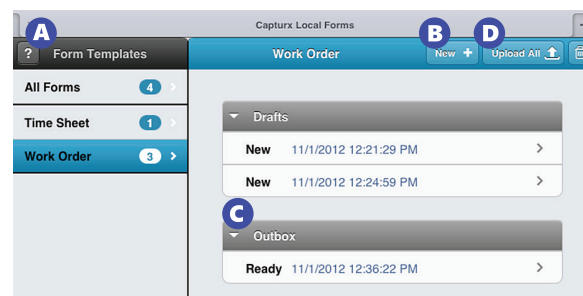 Capturx Local Forms
A
B
D
? Form Templates
Work Order
New +
Upload All
All Forms 4
Time Sheet 1
Work Order 3
Drafts
New 11/1/2012 12:21:29 PM
New 11/1/2012 12:24:59 PM
C
Outbox
Ready 11/1/2012 12:36:22 PM